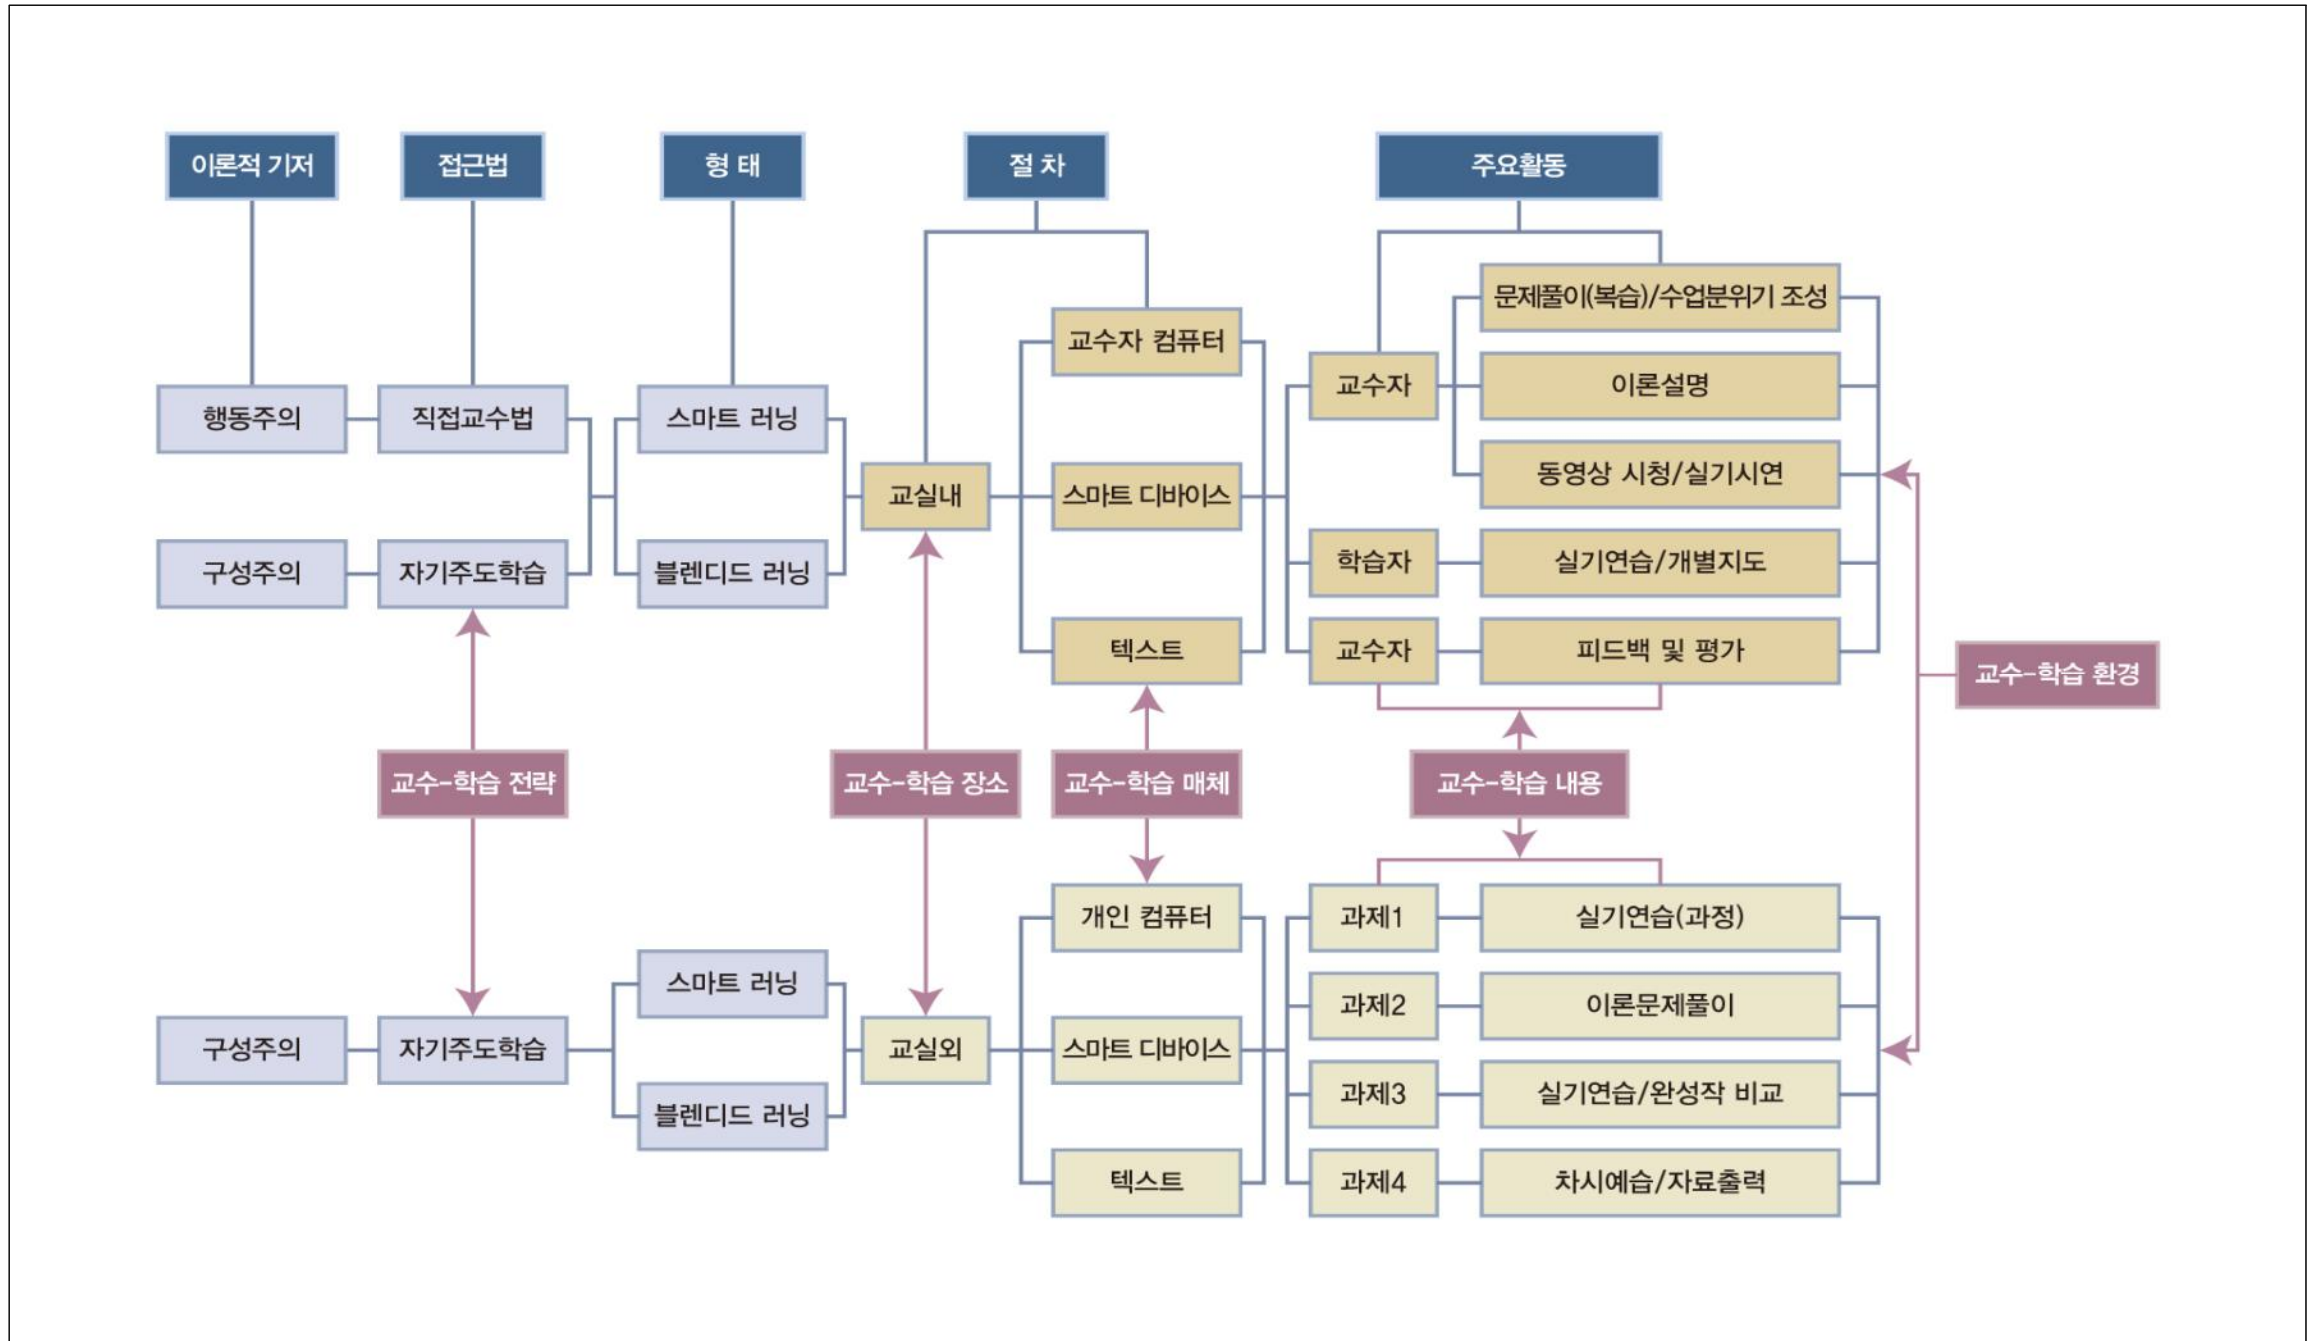 이론적 기저
접근법
형 태
절 차
주요활동
문제풀이(복습)/수업분위기 조성
교수자 컴퓨터
교수자
이론설명
행동주의
직접교수법
스마트 러닝
동영상 시청/실기시연
교실내
스마트 디바이스
구성주의
자기주도학습
블렌디드 러닝
학습자
실기연습/개별지도
텍스트
교수자
피드백 및 평가
교수-학습 환경
교수-학습 전략
교수-학습 장소
교수-학습 매체
교수-학습 내용
개인 컴퓨터
과제1
실기연습(과정)
스마트 러닝
과제2
이론문제풀이
구성주의
자기주도학습
교실외
스마트 디바이스
과제3
실기연습/완성작 비교
블렌디드 러닝
텍스트
과제4
차시예습/자료출력